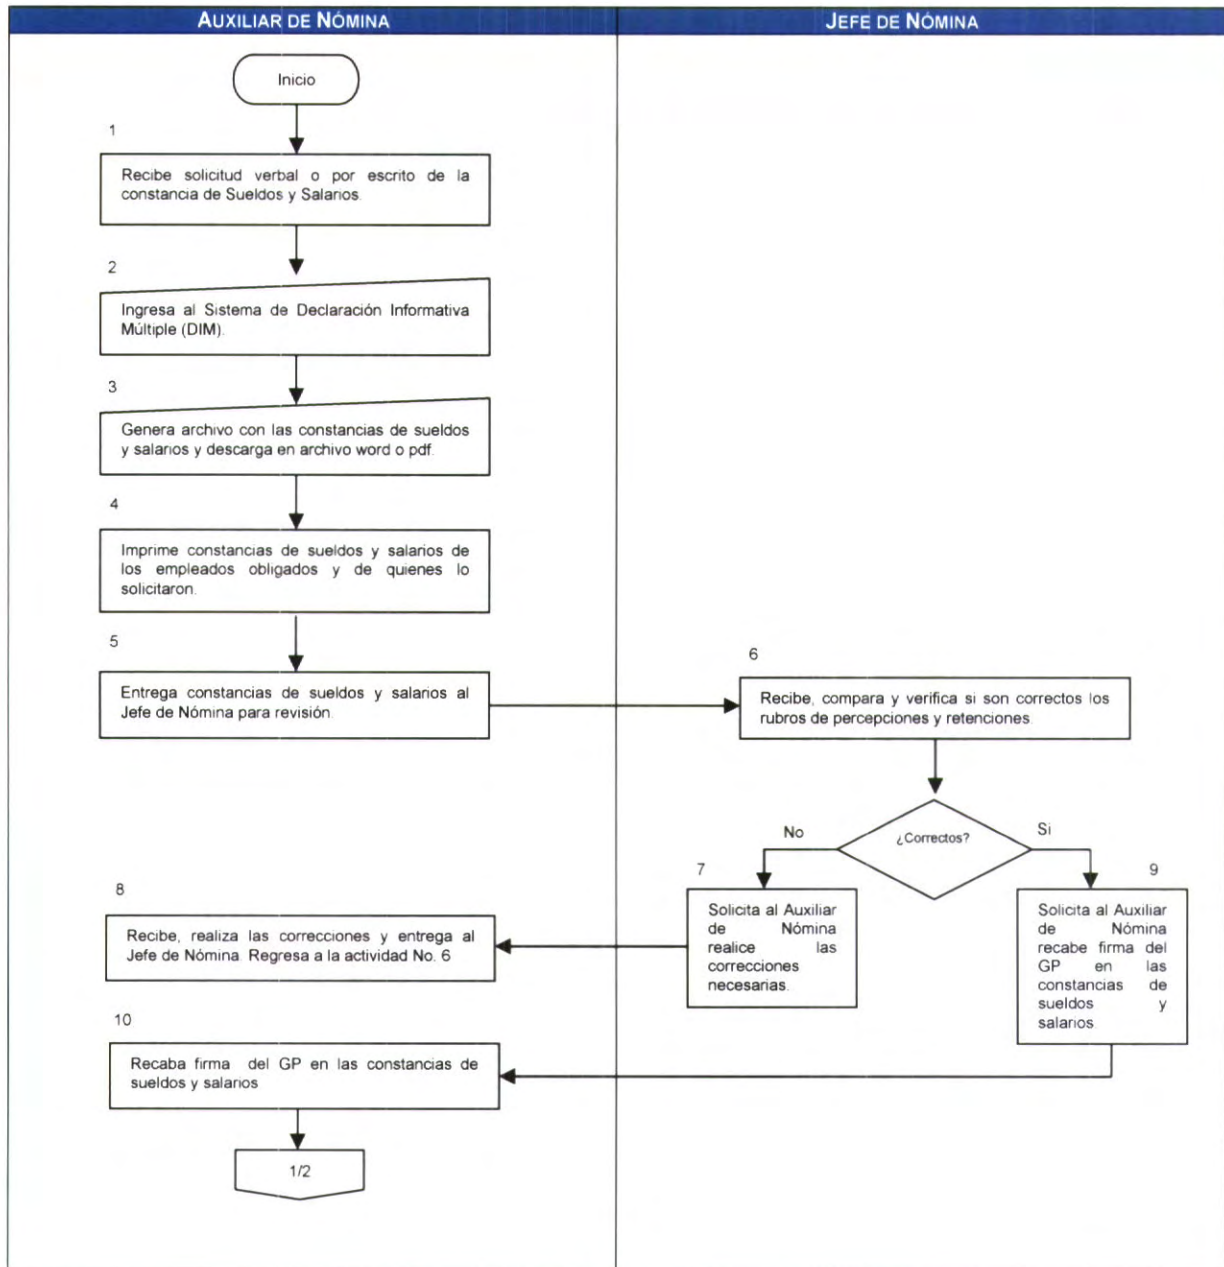 AUXILIAR DE NÓMINA
JEFE DE NÓMINA
Inicio
1
Recibe solicitud verbal o por escrito de la
constancia de Sueldos y Salarios.
2
Ingresa al Sistema de Declaración Informativa
Múltiple (DIM).
3
Genera archivo con las constancias de sueldos
y salarios y descarga en archivo word o pdf.
4
Imprime constancias de sueldos y salarios de
los empleados obligados y de quienes lo
solicitaron.
5
Entrega constancias de sueldos y salarios al
Jefe de Nómina para revisión.
6
Recibe, compara y verifica si son correctos los
rubros de percepciones y retenciones.
¿Correctos?
No
Si
7
Solicita al Auxiliar
de Nómina
realice las
correcciones
necesarias.
8
Recibe, realiza las correcciones y entrega al
Jefe de Nómina. Regresa a la actividad No. 6
9
Solicita al Auxiliar
de Nómina
recabe firma del
GP en las
constancias de
sueldos y
salarios
10
Recaba firma del GP en las constancias de
sueldos y salarios
1/2